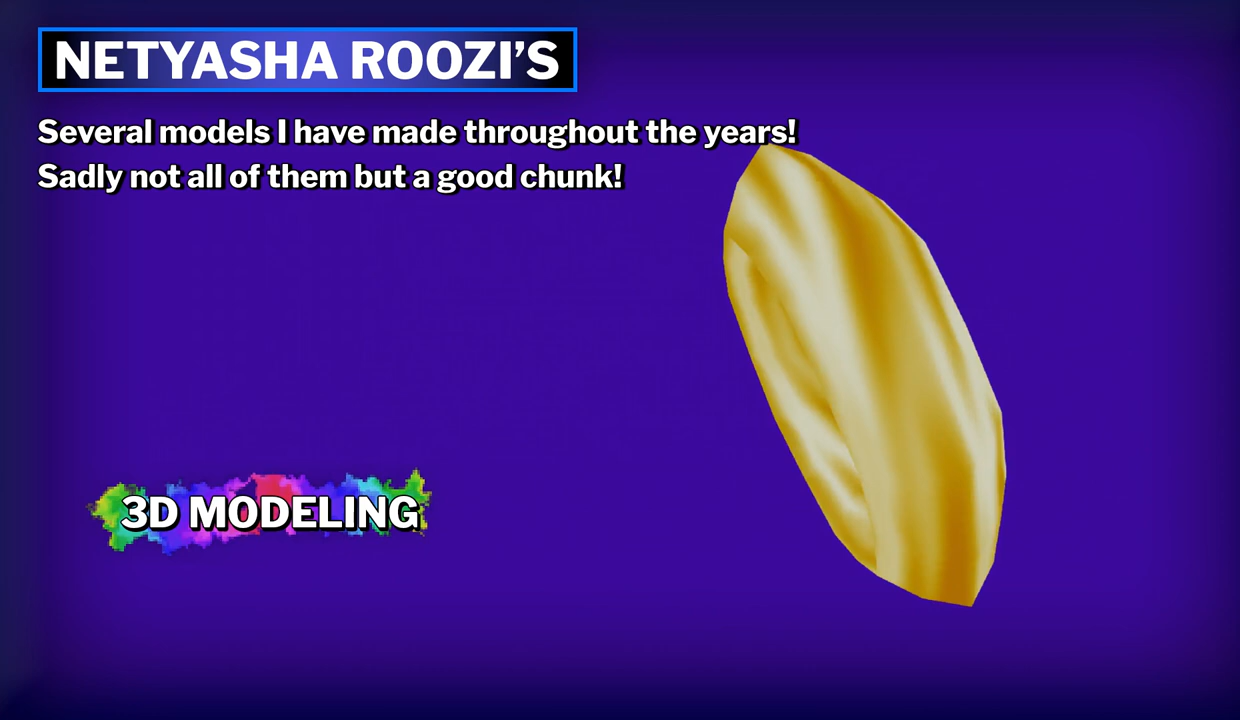 NETYASHA ROOZI’S
Several models I have made throughout the years!
Sadly not all of them but a good chunk!
3D MODELING